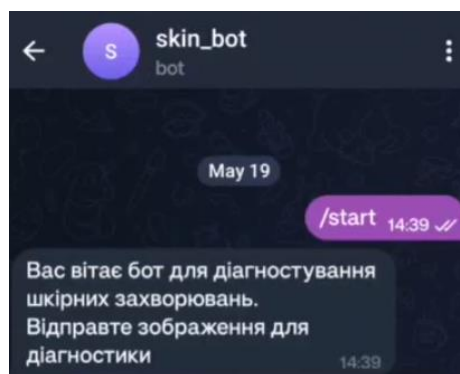 S
skin_bot
bot
May 19
/start 14:39
Вас вітає бот для діагностування
шкірних захворювань.
Відправте зображення для
діагностики
14:39